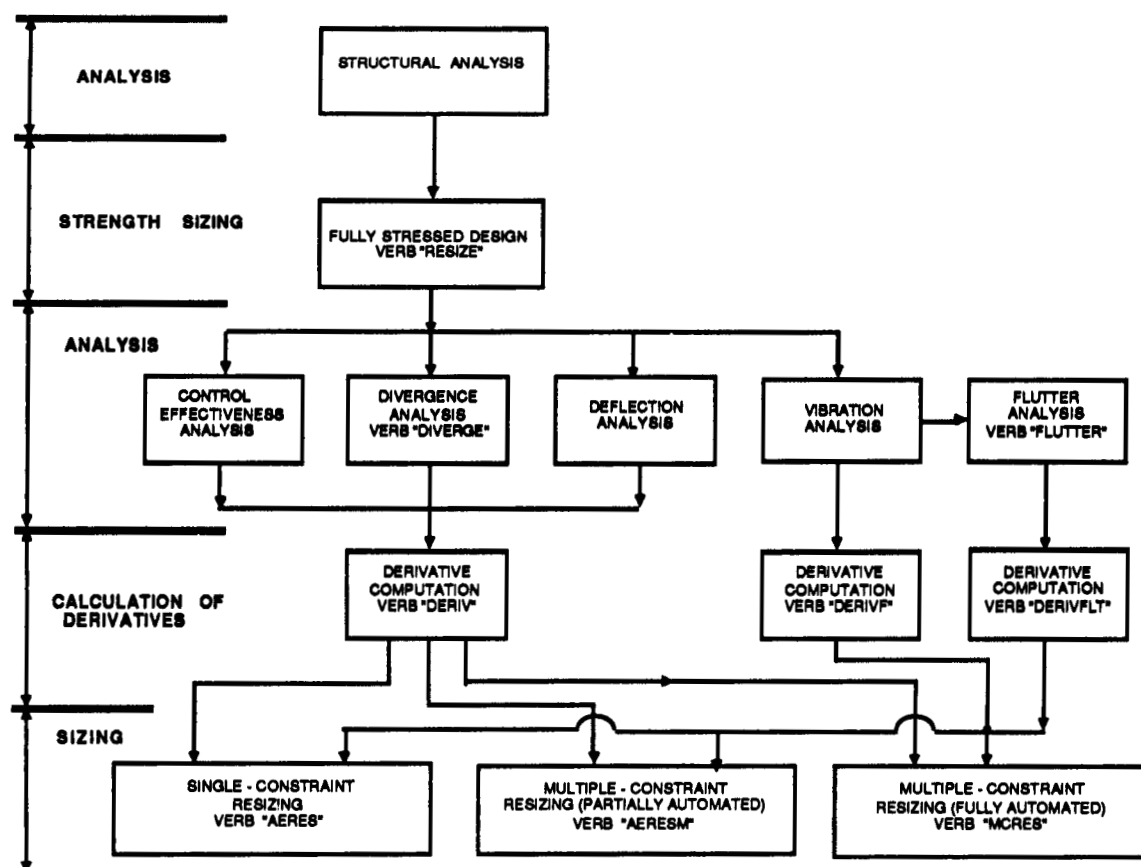 ANALYSIS
STRUCTURAL ANALYSIS
STRENGTH SIZING
FULLY STRESSED DESIGN
VERB "RESIZE"
ANALYSIS
CONTROL
EFFECTIVENESS
ANALYSIS
DIVERGENCE
ANALYSIS
VERB "DIVERGE"
DEFLECTION
ANALYSIS
VIBRATION
ANALYSIS
FLUTTER
ANALYSIS
VERB "FLUTTER"
CALCULATION OF
DERIVATIVES
DERIVATIVE
COMPUTATION
VERB "DERIV"
DERIVATIVE
COMPUTATION
VERB "DERIVF"
DERIVATIVE
COMPUTATION
VERB "DERIVFLT"
SIZING
SINGLE - CONSTRAINT
RESIZING
VERB "AERES"
MULTIPLE - CONSTRAINT
RESIZING (PARTIALLY AUTOMATED)
VERB "AERESM"
MULTIPLE - CONSTRAINT
RESIZING (FULLY AUTOMATED)
VERB "MCRES"